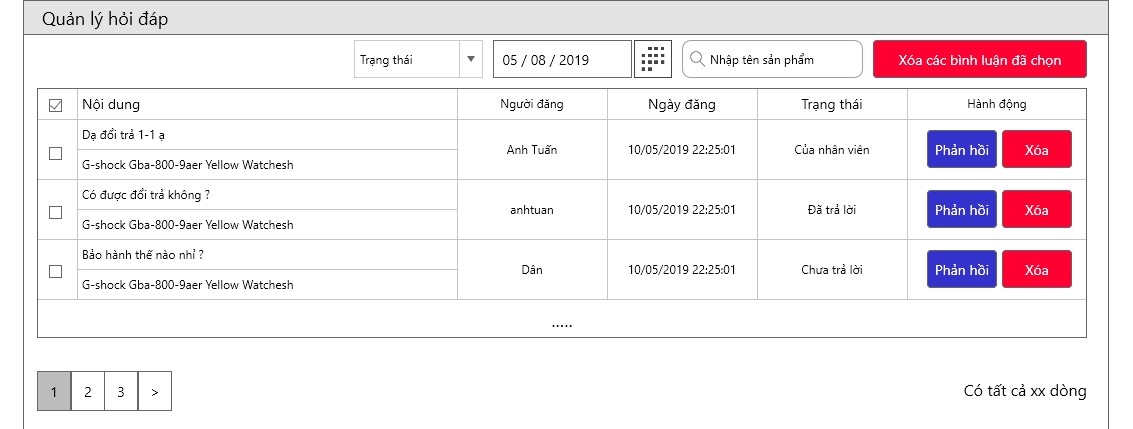 Quản lý hỏi đáp
Trạng thái
05 / 08 / 2019
Nhập tên sản phẩm
Xóa các bình luận đã chọn
Nội dung
Người đăng
Ngày đăng
Trạng thái
Hành động
Dạ đổi trả 1-1 ạ
G-shock Gba-800-9aer Yellow Watchesh
Anh Tuấn
10/05/2019 22:25:01
Của nhân viên
Phản hồi
Xóa
Có được đổi trả không ?
G-shock Gba-800-9aer Yellow Watchesh
anhtuan
10/05/2019 22:25:01
Đã trả lời
Phản hồi
Xóa
Bảo hành thế nào nhỉ ?
G-shock Gba-800-9aer Yellow Watchesh
Dân
10/05/2019 22:25:01
Chưa trả lời
Phản hồi
Xóa
.....
1
2
3
>
Có tất cả xx dòng